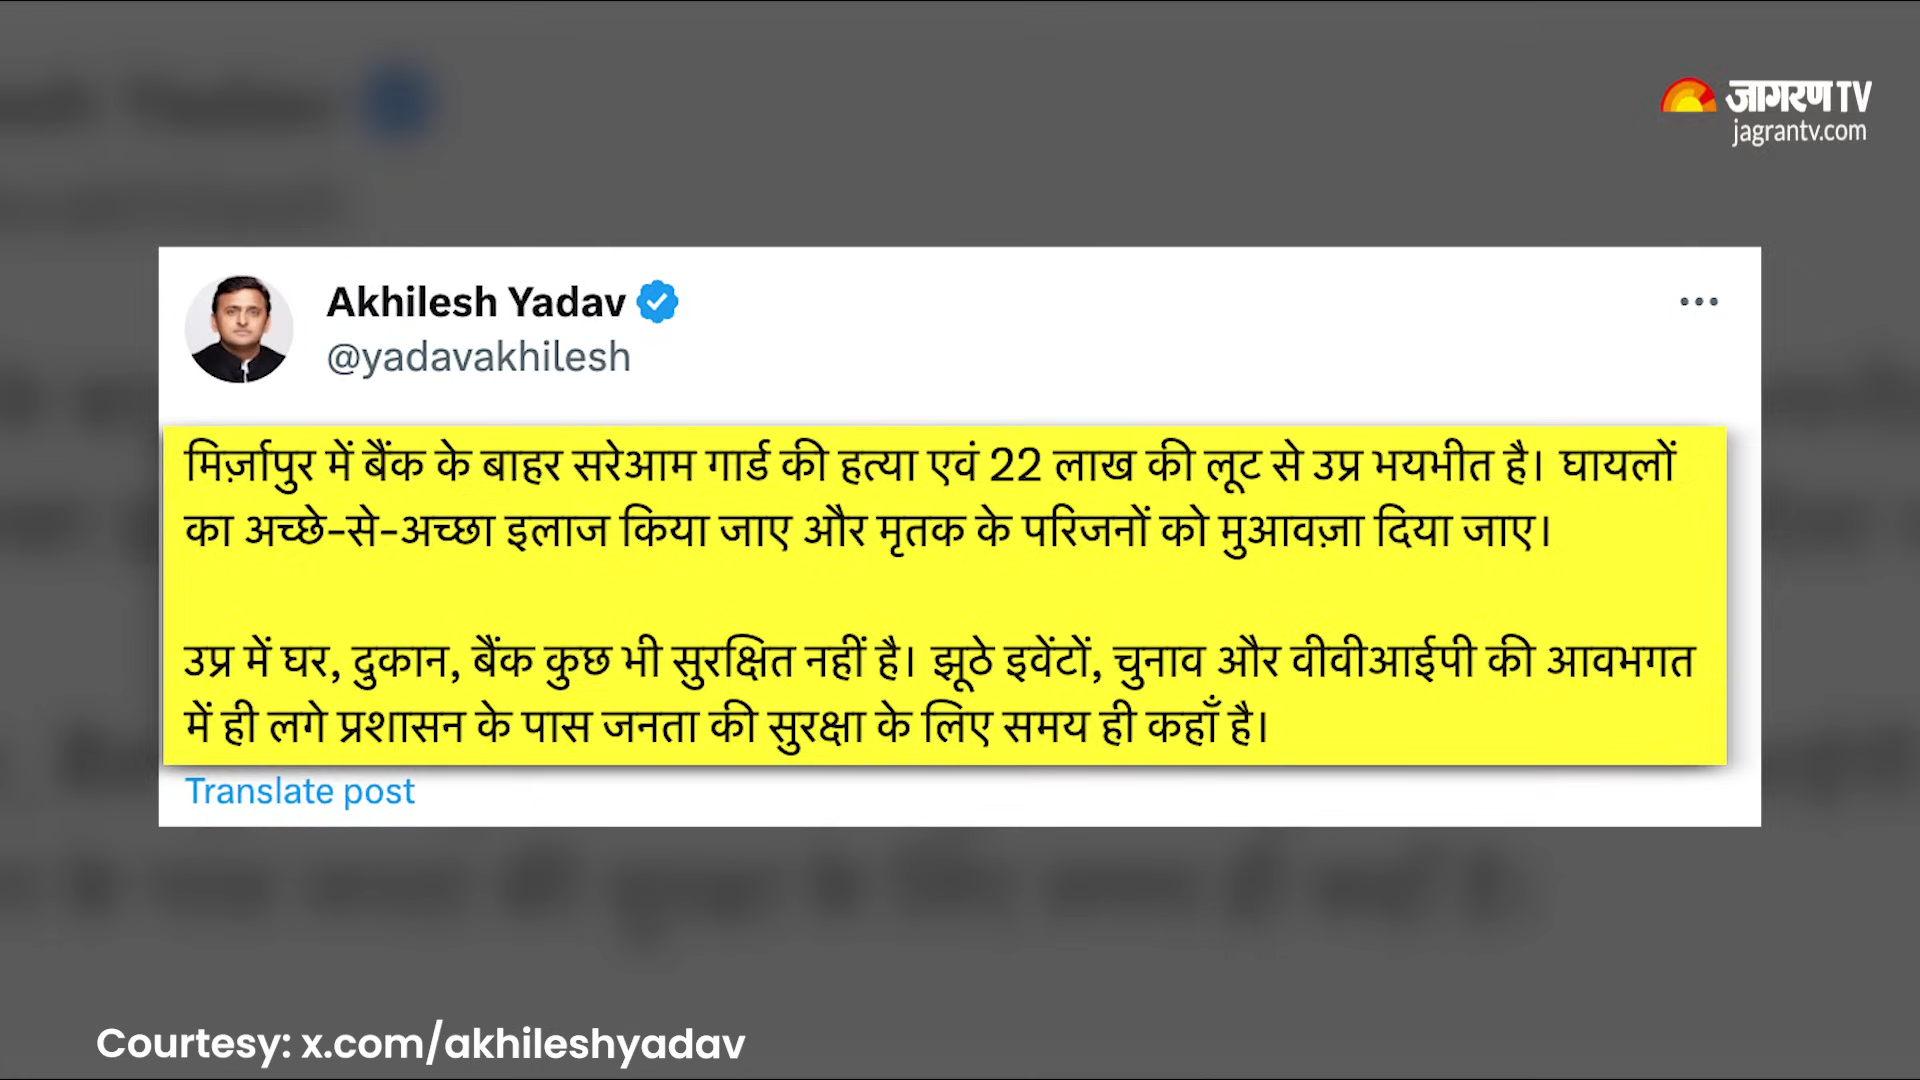 जागरण TV
jagrantv.com
Akhilesh Yadav
@yadavakhilesh
मिर्ज़ापुर में बैंक के बाहर सरेआम गार्ड की हत्या एवं 22 लाख की लूट से उप्र भयभीत है। घायलों
का अच्छे-से-अच्छा इलाज किया जाए और मृतक के परिजनों को मुआवज़ा दिया जाए।
उप्र में घर, दुकान, बैंक कुछ भी सुरक्षित नहीं है। झूठे इवेंटों, चुनाव और वीवीआईपी की आवभगत
में ही लगे प्रशासन के पास जनता की सुरक्षा के लिए समय ही कहाँ है।
Translate post
Courtesy: x.com/akhileshyadav